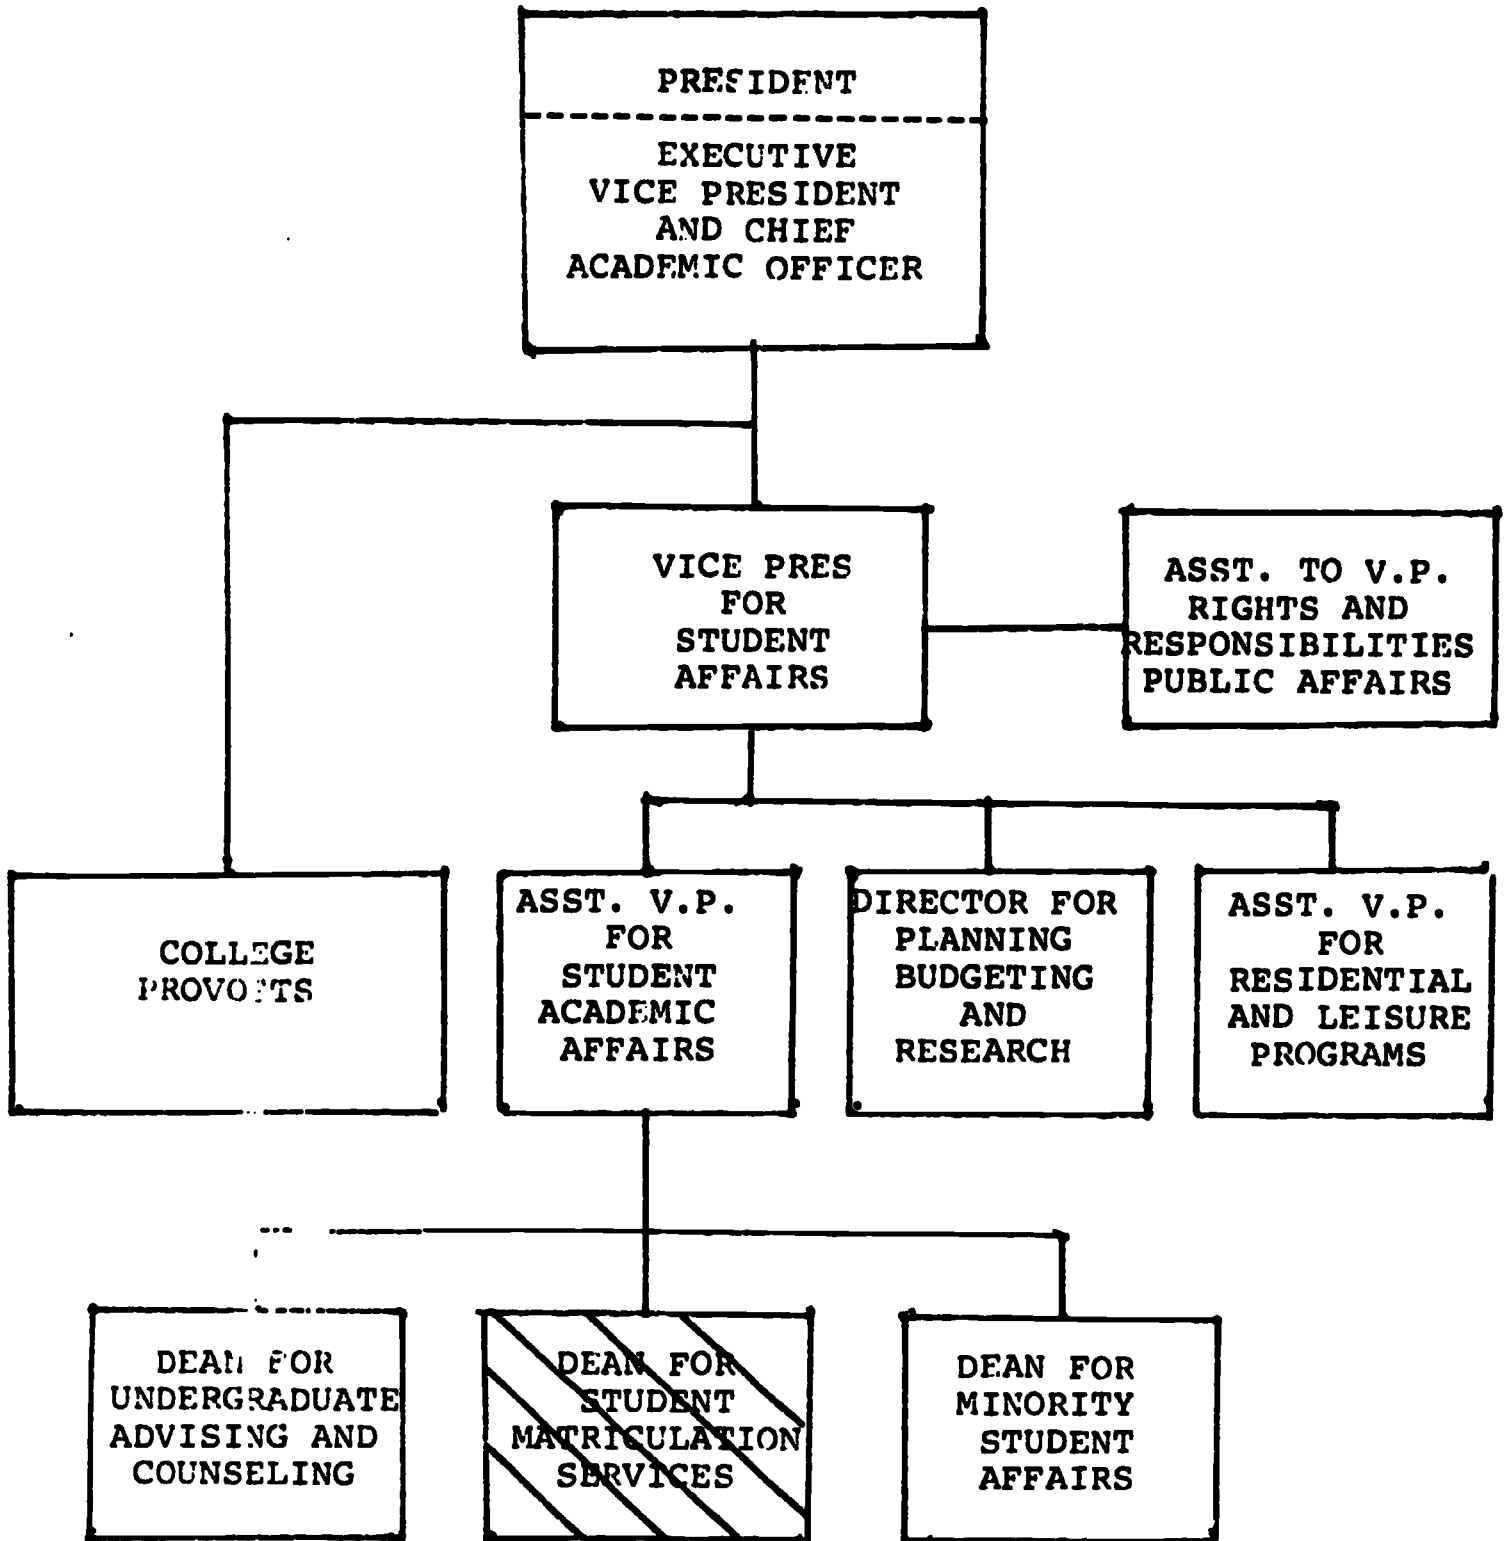 PRESIDENT
EXECUTIVE
VICE PRESIDENT
AND CHIEF
ACADEMIC OFFICER
VICE PRES
FOR
STUDENT
AFFAIRS
ASST. TO V.P.
RIGHTS AND
RESPONSIBILITIES
PUBLIC AFFAIRS
COLLEGE
PROVOSTS
ASST. V.P.
FOR
STUDENT
ACADEMIC
AFFAIRS
DIRECTOR FOR
PLANNING
BUDGETING
AND
RESEARCH
ASST. V.P.
FOR
RESIDENTIAL
AND LEISURE
PROGRAMS
DEAN FOR
UNDERGRADUATE
ADVISING AND
COUNSELING
DEAN FOR
STUDENT
MATRICULATION
SERVICES
DEAN FOR
MINORITY
STUDENT
AFFAIRS